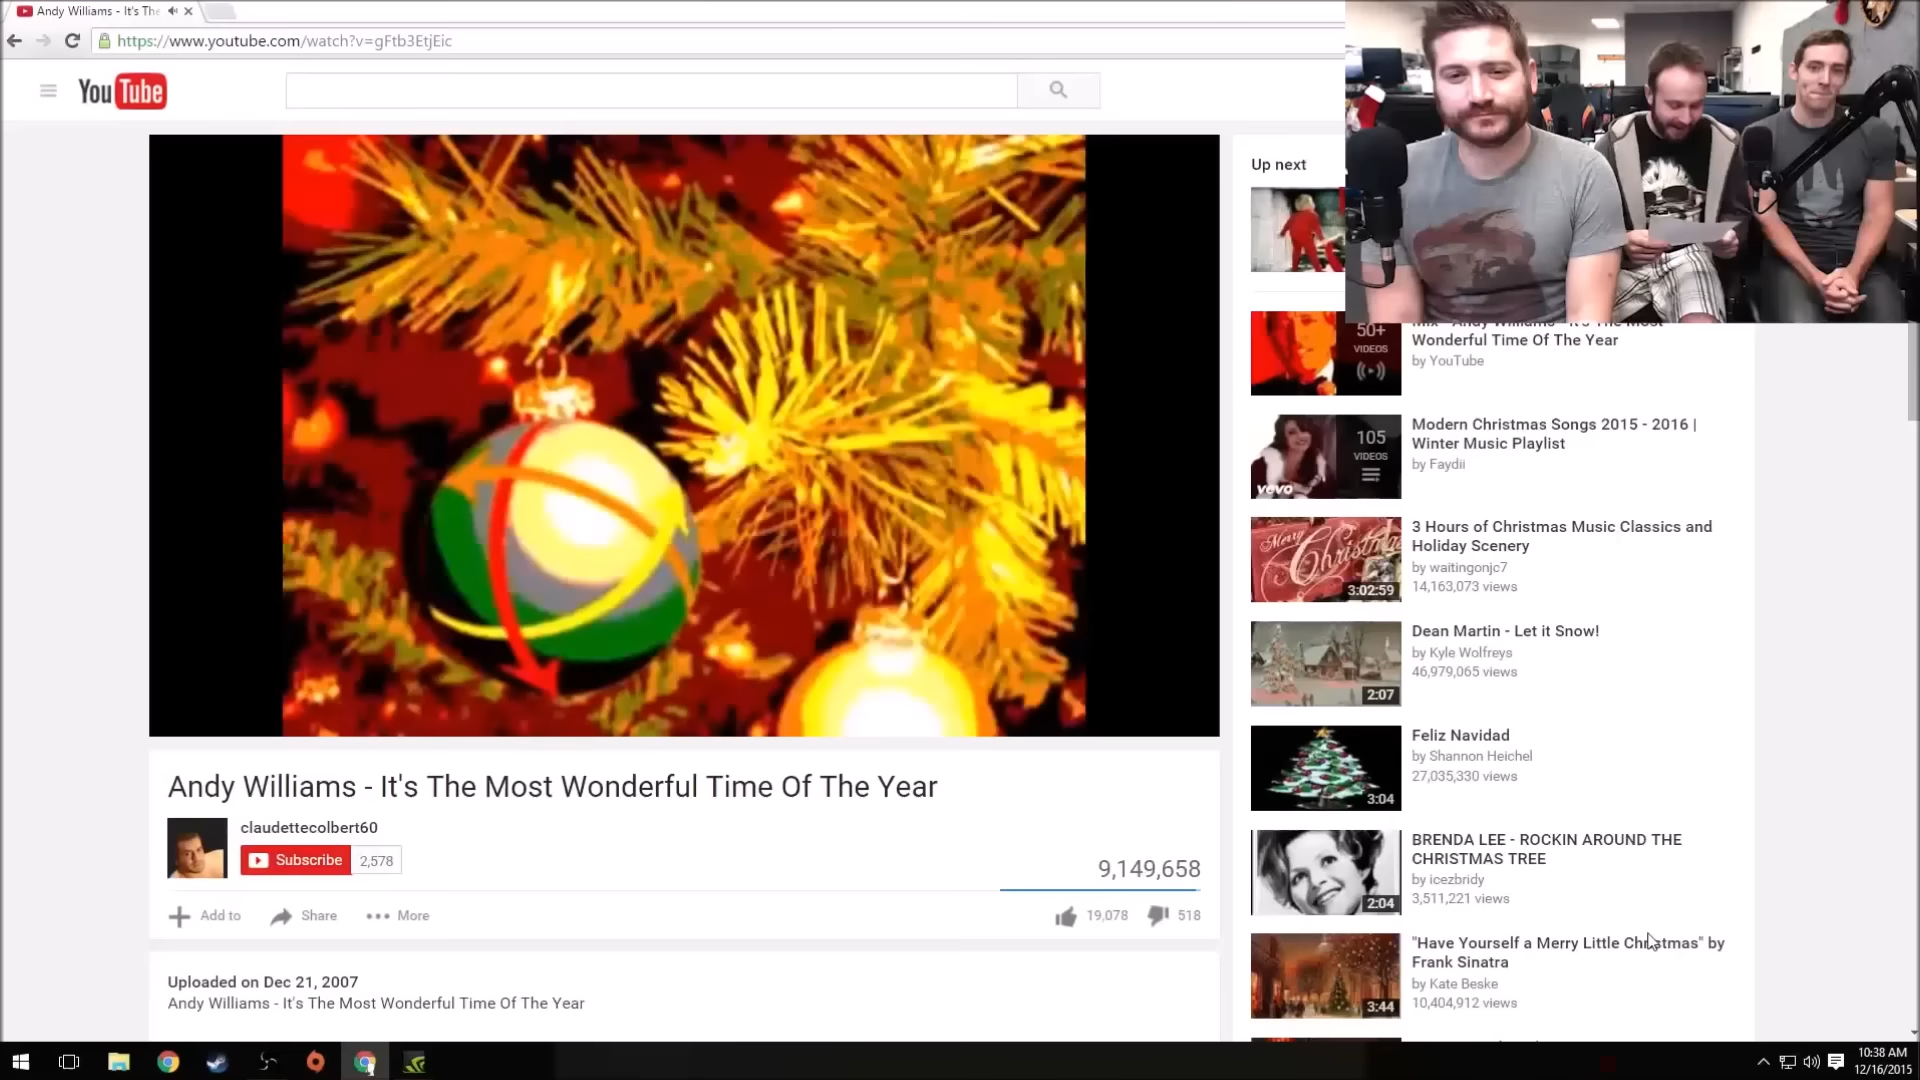 Andy Williams - It's The
https://www.youtube.com/watch?v=gFtb3EtjEic
YouTube
Up next
50+
VIDEOS
Mix - Andy Williams - It's The Most
Wonderful Time Of The Year
by YouTube
Modern Christmas Songs 2015 - 2016 |
Winter Music Playlist
by Faydii
105
VIDEOS
vevo
3 Hours of Christmas Music Classics and
Holiday Scenery
by waitingonjc7
14,163,073 views
Merry
Christmas
3:02:59
Dean Martin - Let it Snow!
by Kyle Wolfreys
46,979,065 views
2:07
Feliz Navidad
by Shannon Heichel
27,035,330 views
3:04
BRENDA LEE - ROCKIN AROUND THE
CHRISTMAS TREE
by icezbridy
3,511,221 views
2:04
"Have Yourself a Merry Little Christmas" by
Frank Sinatra
by Kate Beske
10,404,912 views
3:44
Andy Williams - It's The Most Wonderful Time Of The Year
claudettecolbert60
Subscribe 2,578
9,149,658
Add to Share More
19,078 518
Uploaded on Dec 21, 2007
Andy Williams - It's The Most Wonderful Time Of The Year
10:38 AM
12/16/2015